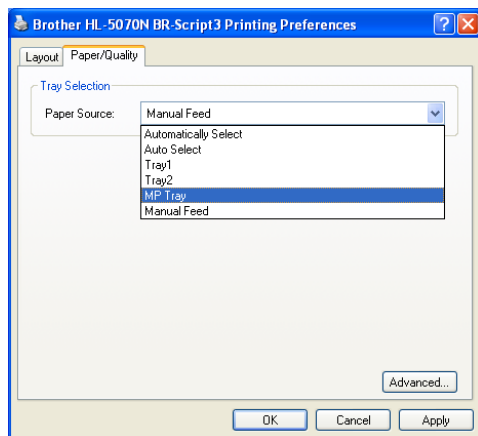 Brother HL-5070N BR-Script3 Printing Preferences
Layout Paper/Quality
Tray Selection
Paper Source: Manual Feed
Automatically Select
Auto Select
Tray1
Tray2
MP Tray
Manual Feed
Advanced...
OK Cancel Apply